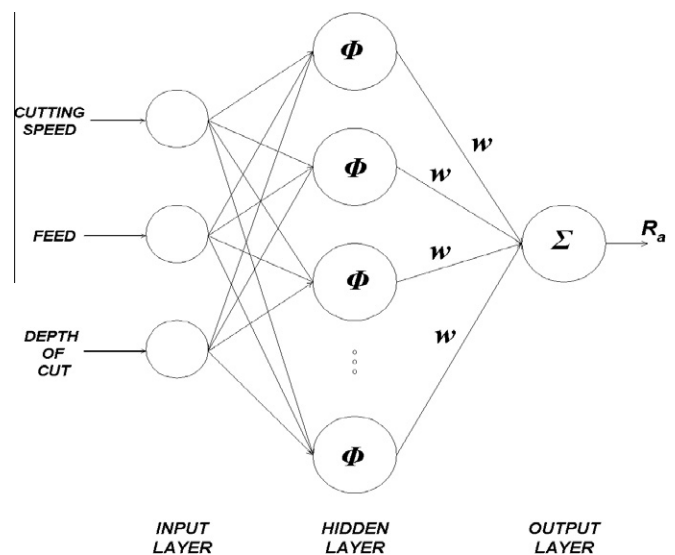 CUTTING
SPEED
FEED
DEPTH
OF
CUT
Φ
Φ
Φ
Φ
w
w
w
w
Σ
Ra
INPUT
LAYER
HIDDEN
LAYER
OUTPUT
LAYER